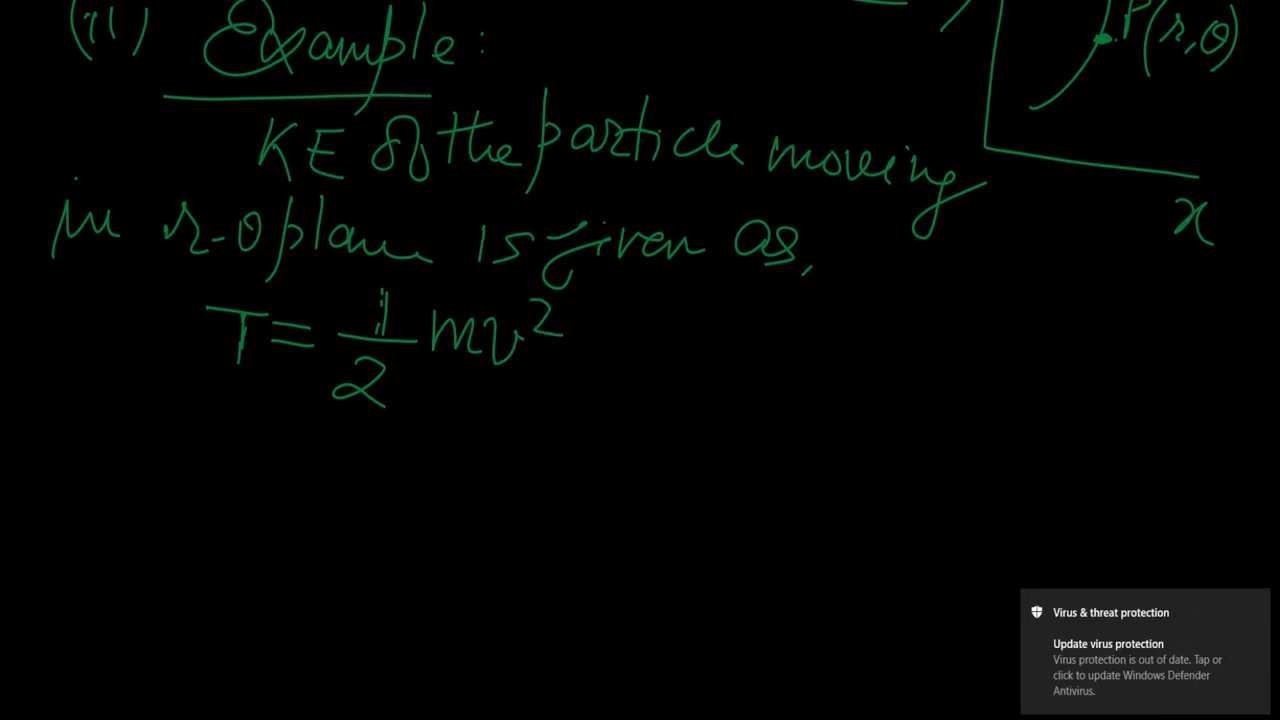 (ii) Example:
P(r,θ)
KE of the particle moving
x
in r-θ plane is given as,
T = 1/2 mv²
Virus & threat protection
Update virus protection
Virus protection is out of date. Tap or
click to update Windows Defender
Antivirus.